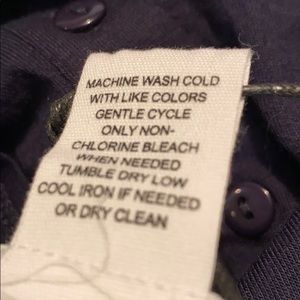 MACHINE WASH COLD
WITH LIKE COLORS
GENTLE CYCLE
ONLY NON-
CHLORINE BLEACH
WHEN NEEDED
TUMBLE DRY LOW
COOL IRON IF NEEDED
OR DRY CLEAN